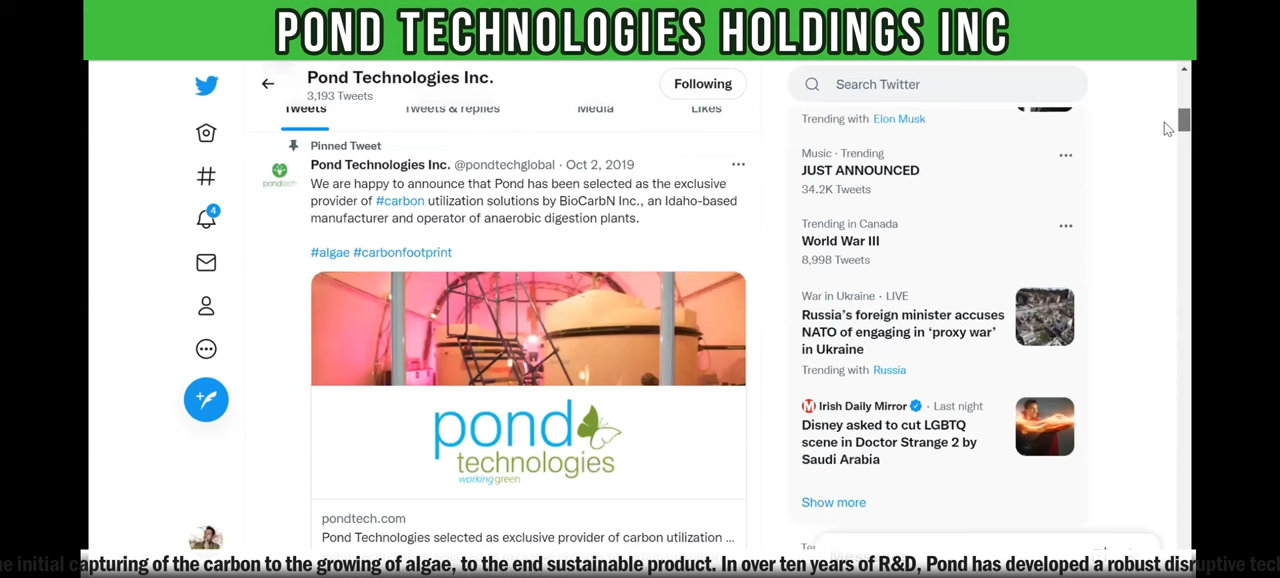 POND TECHNOLOGIES HOLDINGS INC
Pond Technologies Inc.
3,193 Tweets
Following
Search Twitter
Tweets
Tweets & replies
Media
Likes
Pinned Tweet
Pond Technologies Inc. @pondtechglobal · Oct 2, 2019
pondtech
We are happy to announce that Pond has been selected as the exclusive
provider of #carbon utilization solutions by BioCarbN Inc., an Idaho-based
manufacturer and operator of anaerobic digestion plants.
#algae #carbonfootprint
pond
technologies
working green
pondtech.com
Pond Technologies selected as exclusive provider of carbon utilization ...
4
Trending with Elon Musk
Music · Trending
JUST ANNOUNCED
34.2K Tweets
Trending in Canada
World War III
8,998 Tweets
War in Ukraine · LIVE
Russia's foreign minister accuses
NATO of engaging in ‘proxy war’
in Ukraine
Trending with Russia
Irish Daily Mirror · Last night
Disney asked to cut LGBTQ
scene in Doctor Strange 2 by
Saudi Arabia
Show more
initial capturing of the carbon to the growing of algae, to the end sustainable product. In over ten years of R&D, Pond has developed a robust disruptive